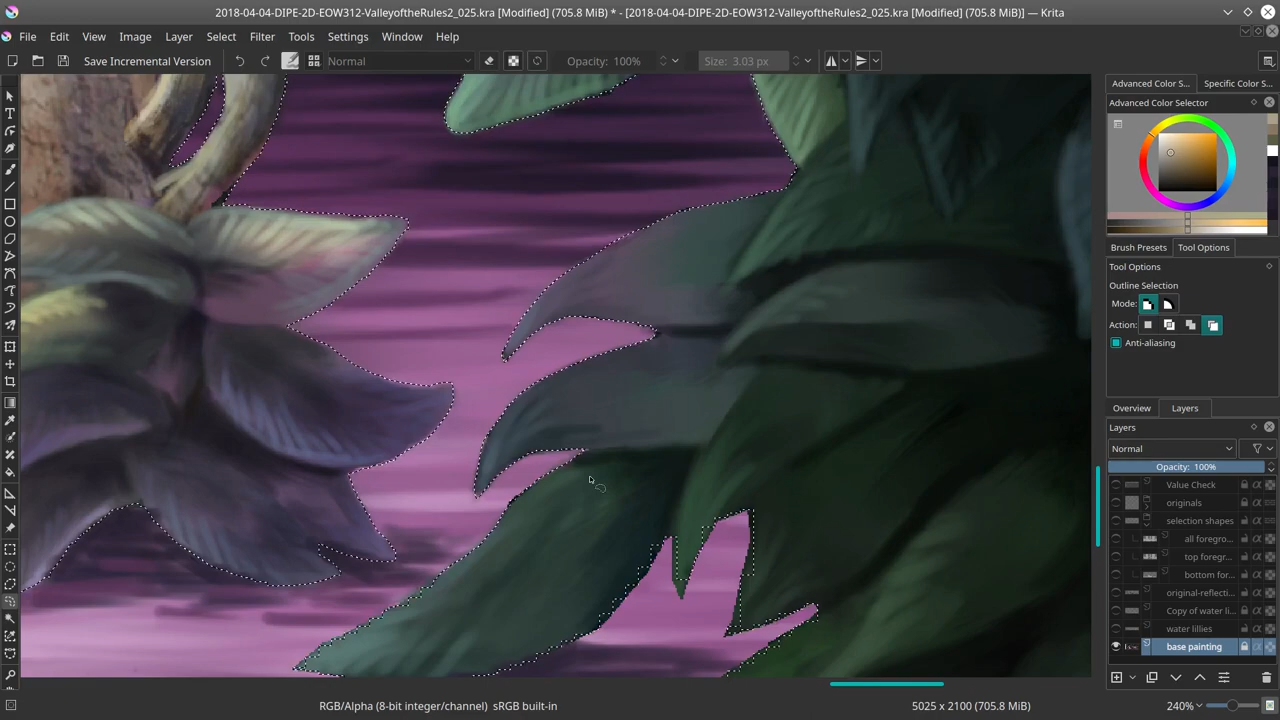 2018-04-04-DIPE-2D-EOW312-ValleyoftheRules2_025.kra [Modified] (705.8 MiB) * - [2018-04-04-DIPE-2D-EOW312-ValleyoftheRules2_025.kra [Modified] (705.8 MiB)] — Krita
File Edit View Image Layer Select Filter Tools Settings Window Help
Save Incremental Version Normal Opacity: 100% Size: 3.03 px
Advanced Color S... Specific Color S...
Advanced Color Selector
Brush Presets Tool Options
Tool Options
Outline Selection
Mode:
Action:
Anti-aliasing
Overview Layers
Layers
Normal
Opacity: 100%
Value Check
originals
selection shapes
all foregro...
top foregr...
bottom for...
original-reflecti...
Copy of water li...
water lillies
base painting
RGB/Alpha (8-bit integer/channel) sRGB built-in 5025 x 2100 (705.8 MiB) 240%